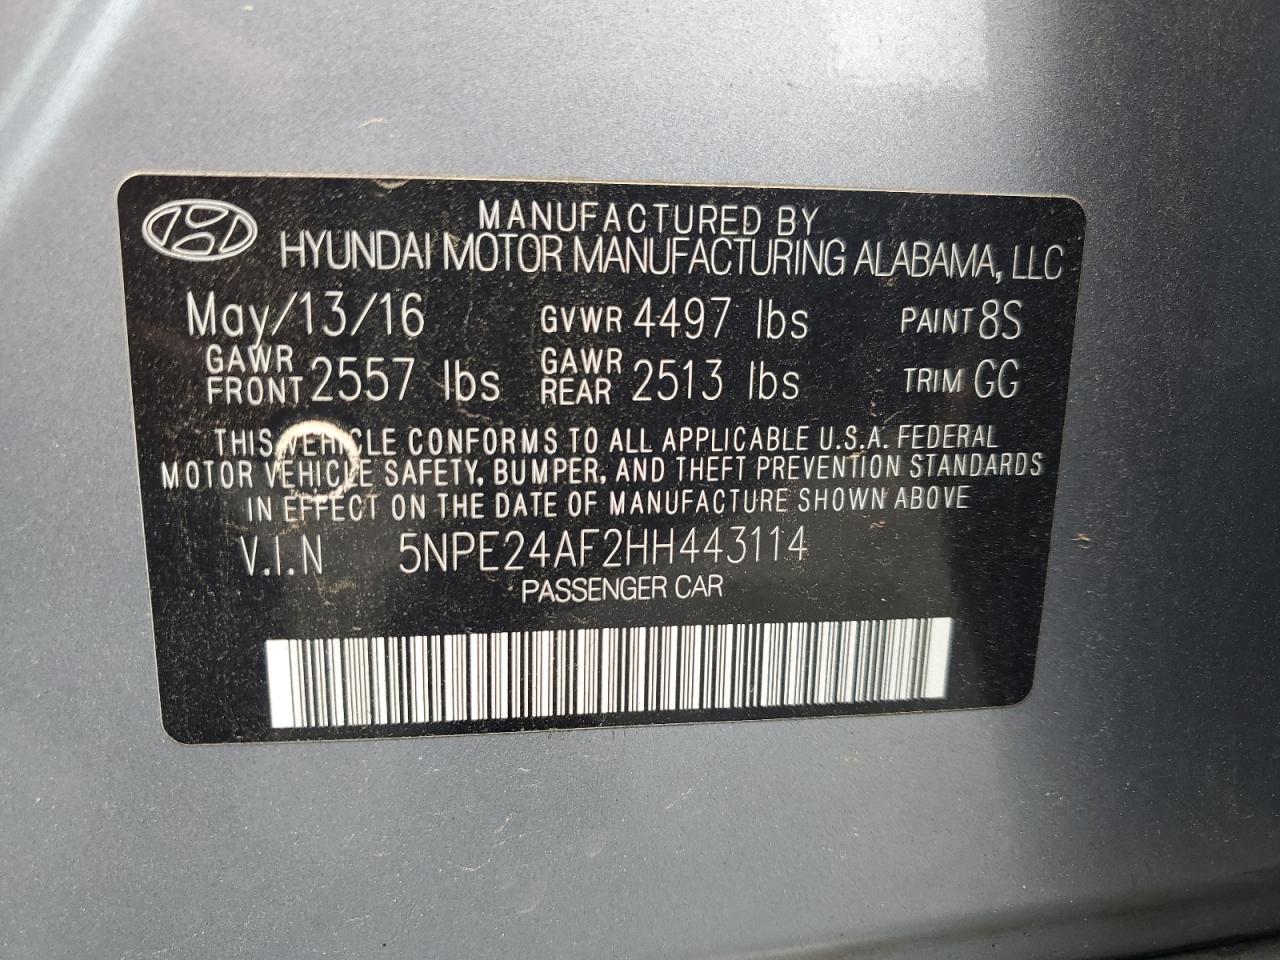 MANUFACTURED BY
HYUNDAI MOTOR MANUFACTURING ALABAMA, LLC
May/13/16 GVWR 4497 lbs PAINT 8S
GAWR FRONT 2557 lbs GAWR REAR 2513 lbs TRIM GG
THIS VEHICLE CONFORMS TO ALL APPLICABLE U.S.A. FEDERAL
MOTOR VEHICLE SAFETY, BUMPER, AND THEFT PREVENTION STANDARDS
IN EFFECT ON THE DATE OF MANUFACTURE SHOWN ABOVE
V.I.N 5NPE24AF2HH443114
PASSENGER CAR